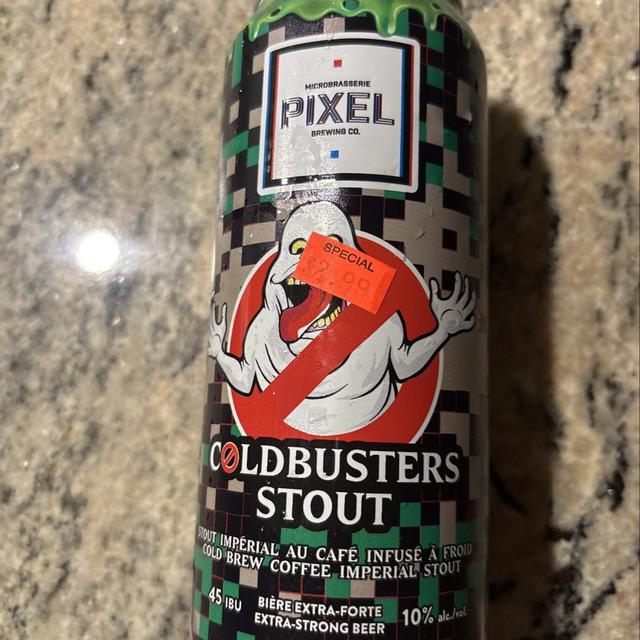 MICROBRASSERIE
PIXEL
BREWING CO.
SPECIAL
$2.99
COLDBUSTERS
STOUT
STOUT IMPÉRIAL AU CAFÉ INFUSÉ À FROID
COLD BREW COFFEE IMPERIAL STOUT
45 IBU
BIÈRE EXTRA-FORTE
EXTRA-STRONG BEER
10% alc./vol.